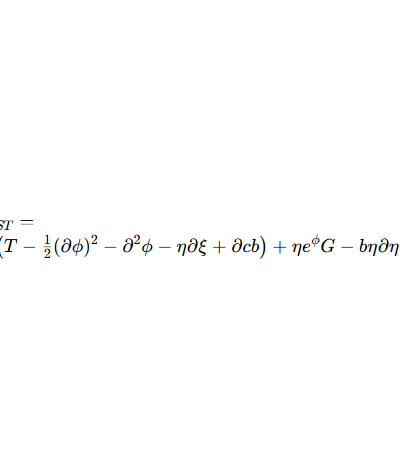 ST =
(T − ½(∂ϕ)² − ∂²ϕ − η∂ξ + ∂cb) + ηe^ϕG − bη∂η